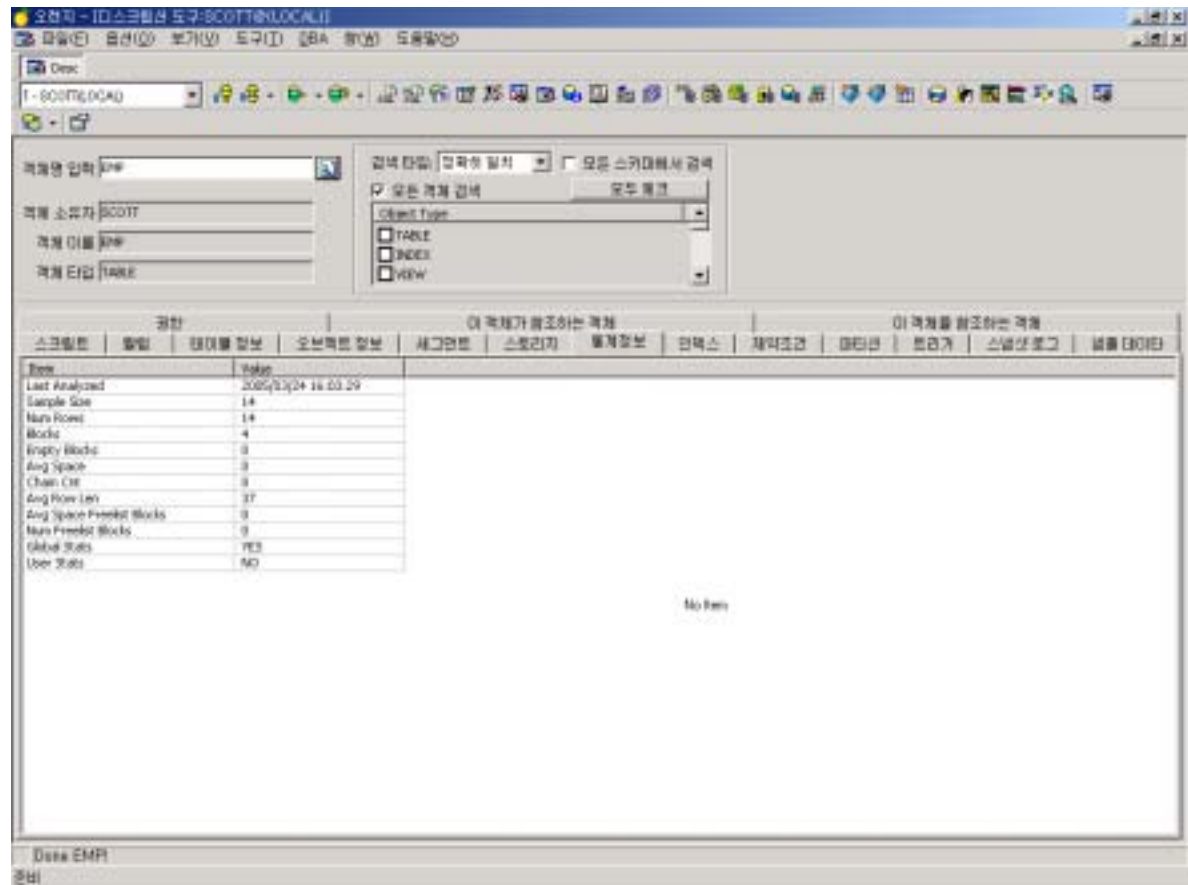 오렌지 - [디스크립션 도구:SCOTT@(LOCAL)]
파일(F) 옵션(O) 보기(V) 도구(T) DBA 창(W) 도움말(H)
Desc
1 - SCOTT(LOCAL)
객체명 입력 EMP
검색 타입: 정확히 일치 모든 스키마에서 검색
모든 객체 검색 모두 체크
객체 소유자 SCOTT
Object Type
객체 이름 EMP
TABLE
INDEX
객체 타입 TABLE
VIEW
권한 이 객체가 참조하는 객체 이 객체를 참조하는 객체
스크립트 컬럼 테이블 정보 오브젝트 정보 세그먼트 스토리지 통계정보 인덱스 제약조건 파티션 트리거 스냅샷 로그 샘플 데이터
Item Value
Last Analyzed 2005/03/24 16:03:29
Sample Size 14
Num Rows 14
Blocks 4
Empty Blocks 0
Avg Space 0
Chain Cnt 0
Avg Row Len 37
Avg Space Freelist Blocks 0
Num Freelist Blocks 0
Global Stats YES
User Stats NO
No Item
Done EMP!
준비